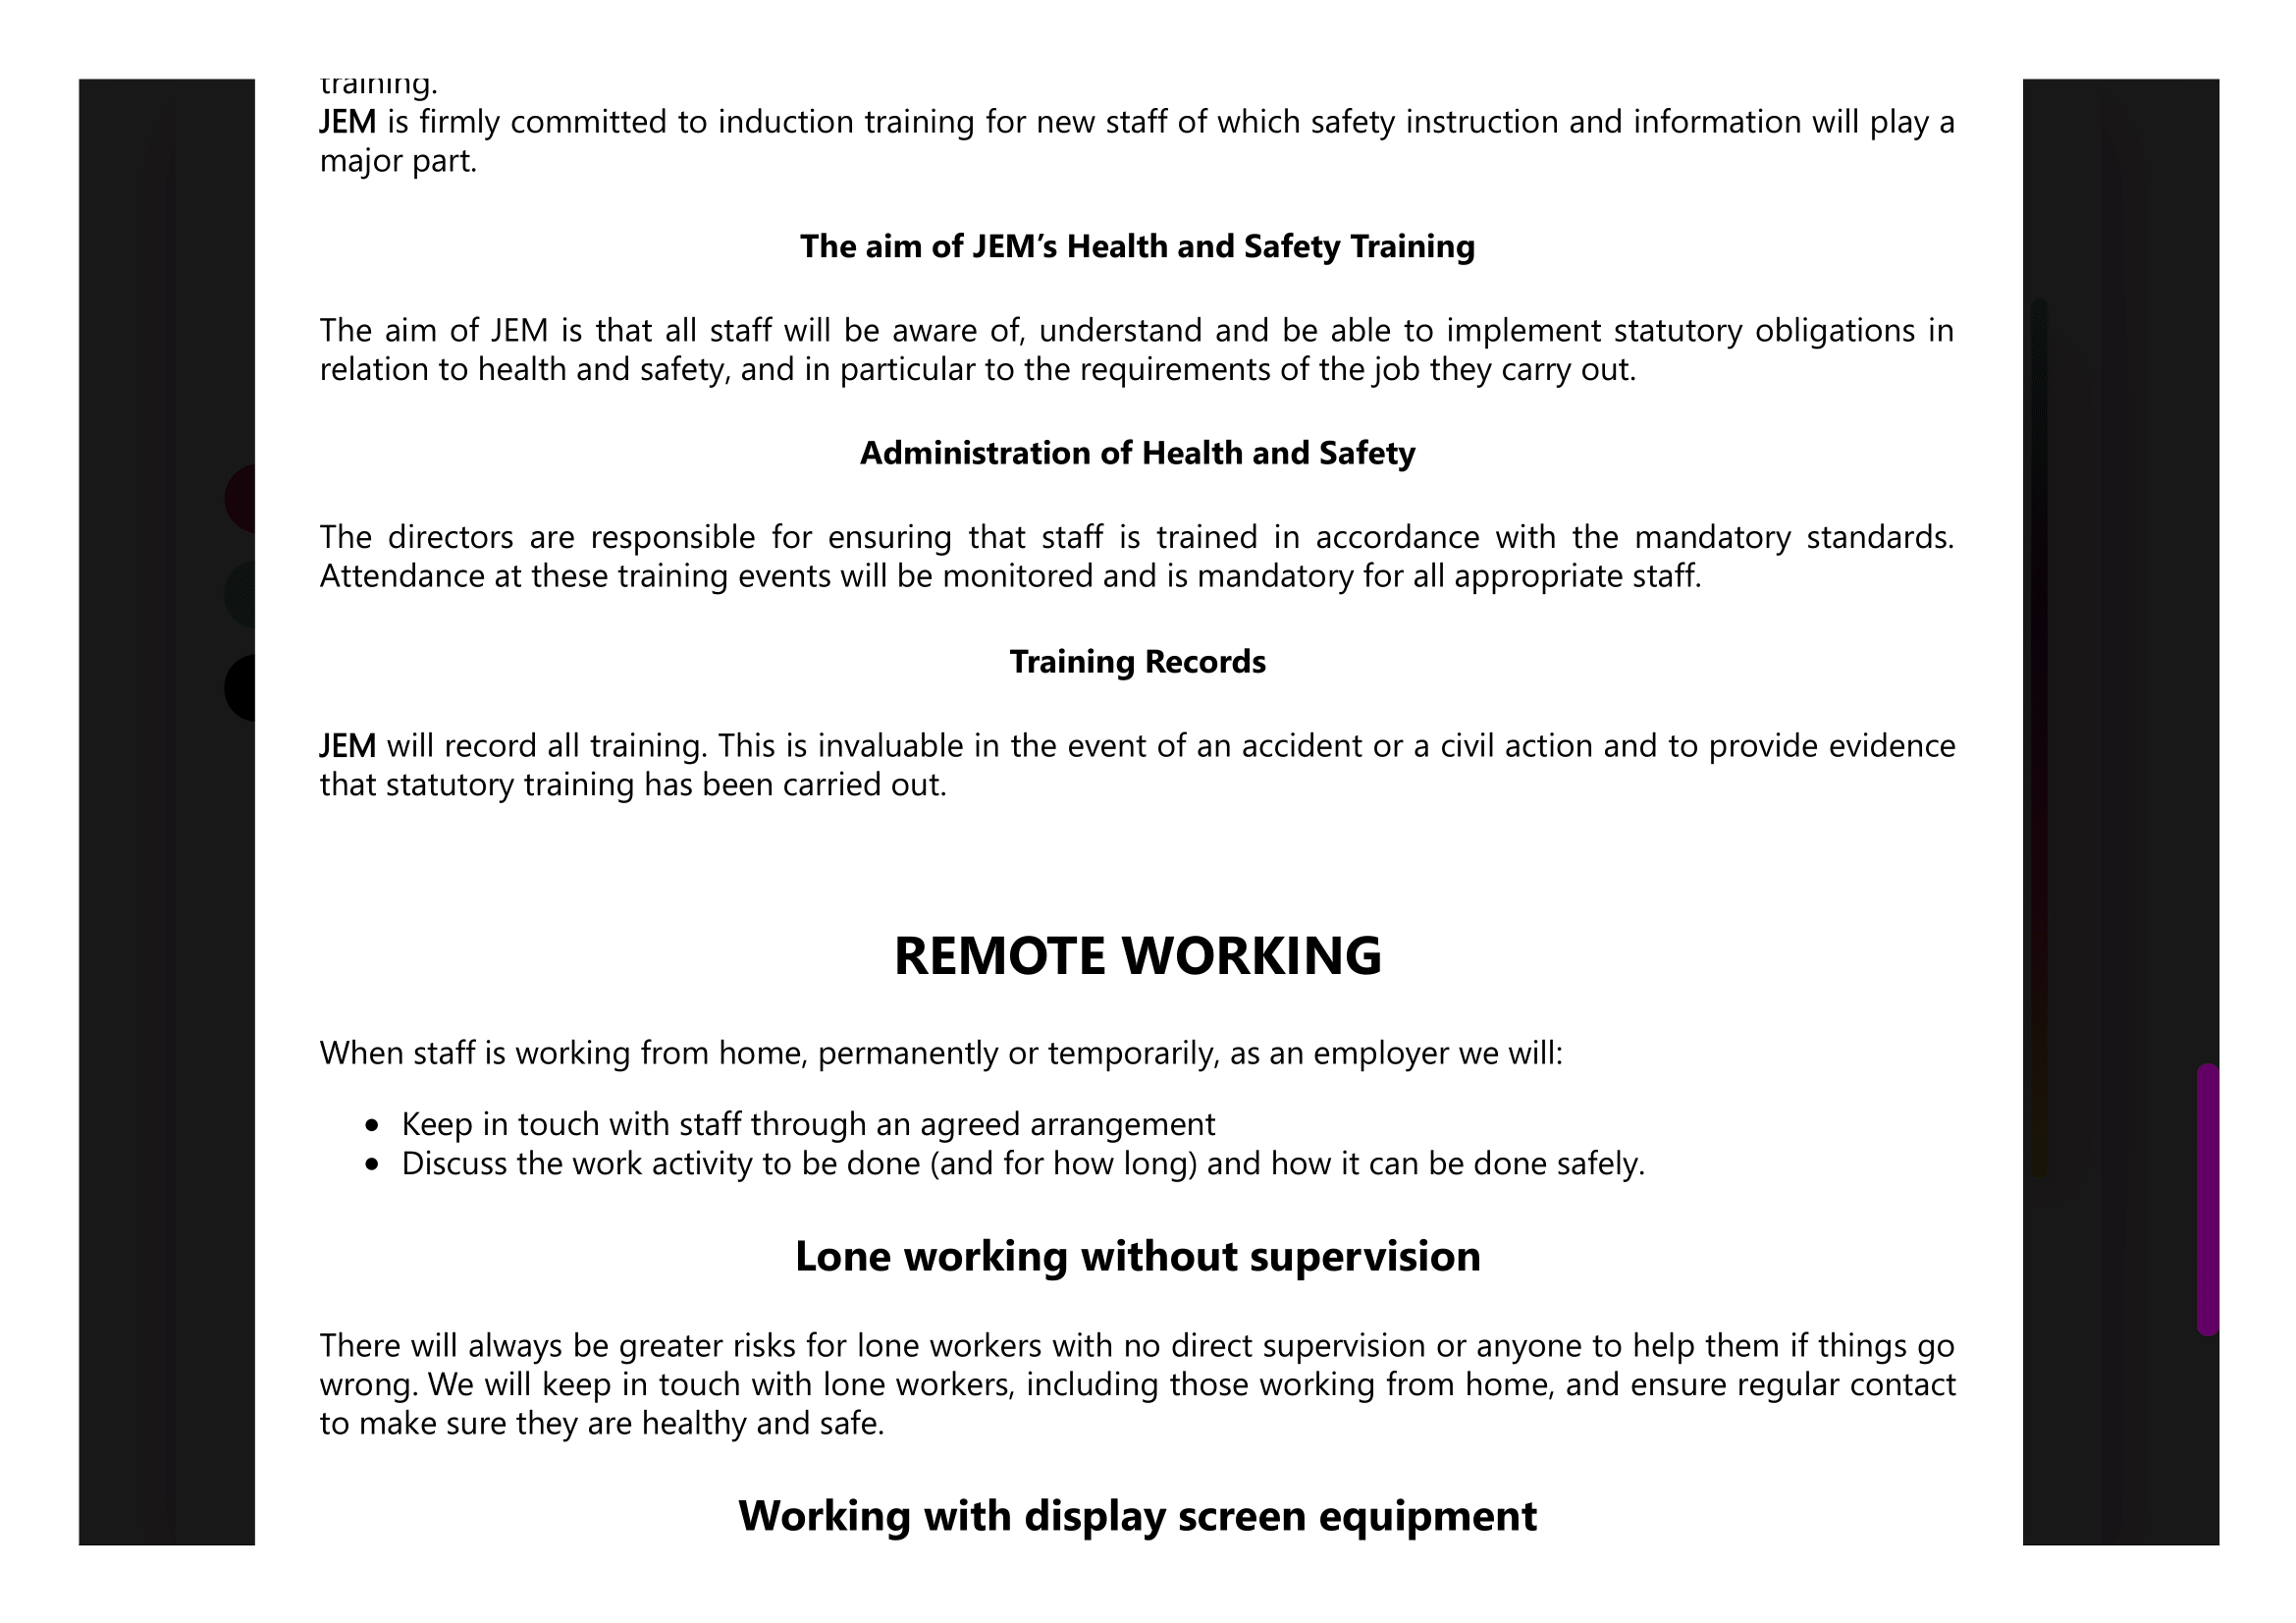 training.
JEM is firmly committed to induction training for new staff of which safety instruction and information will play a
major part.
The aim of JEM’s Health and Safety Training
The aim of JEM is that all staff will be aware of, understand and be able to implement statutory obligations in
relation to health and safety, and in particular to the requirements of the job they carry out.
Administration of Health and Safety
The directors are responsible for ensuring that staff is trained in accordance with the mandatory standards.
Attendance at these training events will be monitored and is mandatory for all appropriate staff.
Training Records
JEM will record all training. This is invaluable in the event of an accident or a civil action and to provide evidence
that statutory training has been carried out.
REMOTE WORKING
When staff is working from home, permanently or temporarily, as an employer we will:
• Keep in touch with staff through an agreed arrangement
• Discuss the work activity to be done (and for how long) and how it can be done safely.
Lone working without supervision
There will always be greater risks for lone workers with no direct supervision or anyone to help them if things go
wrong. We will keep in touch with lone workers, including those working from home, and ensure regular contact
to make sure they are healthy and safe.
Working with display screen equipment